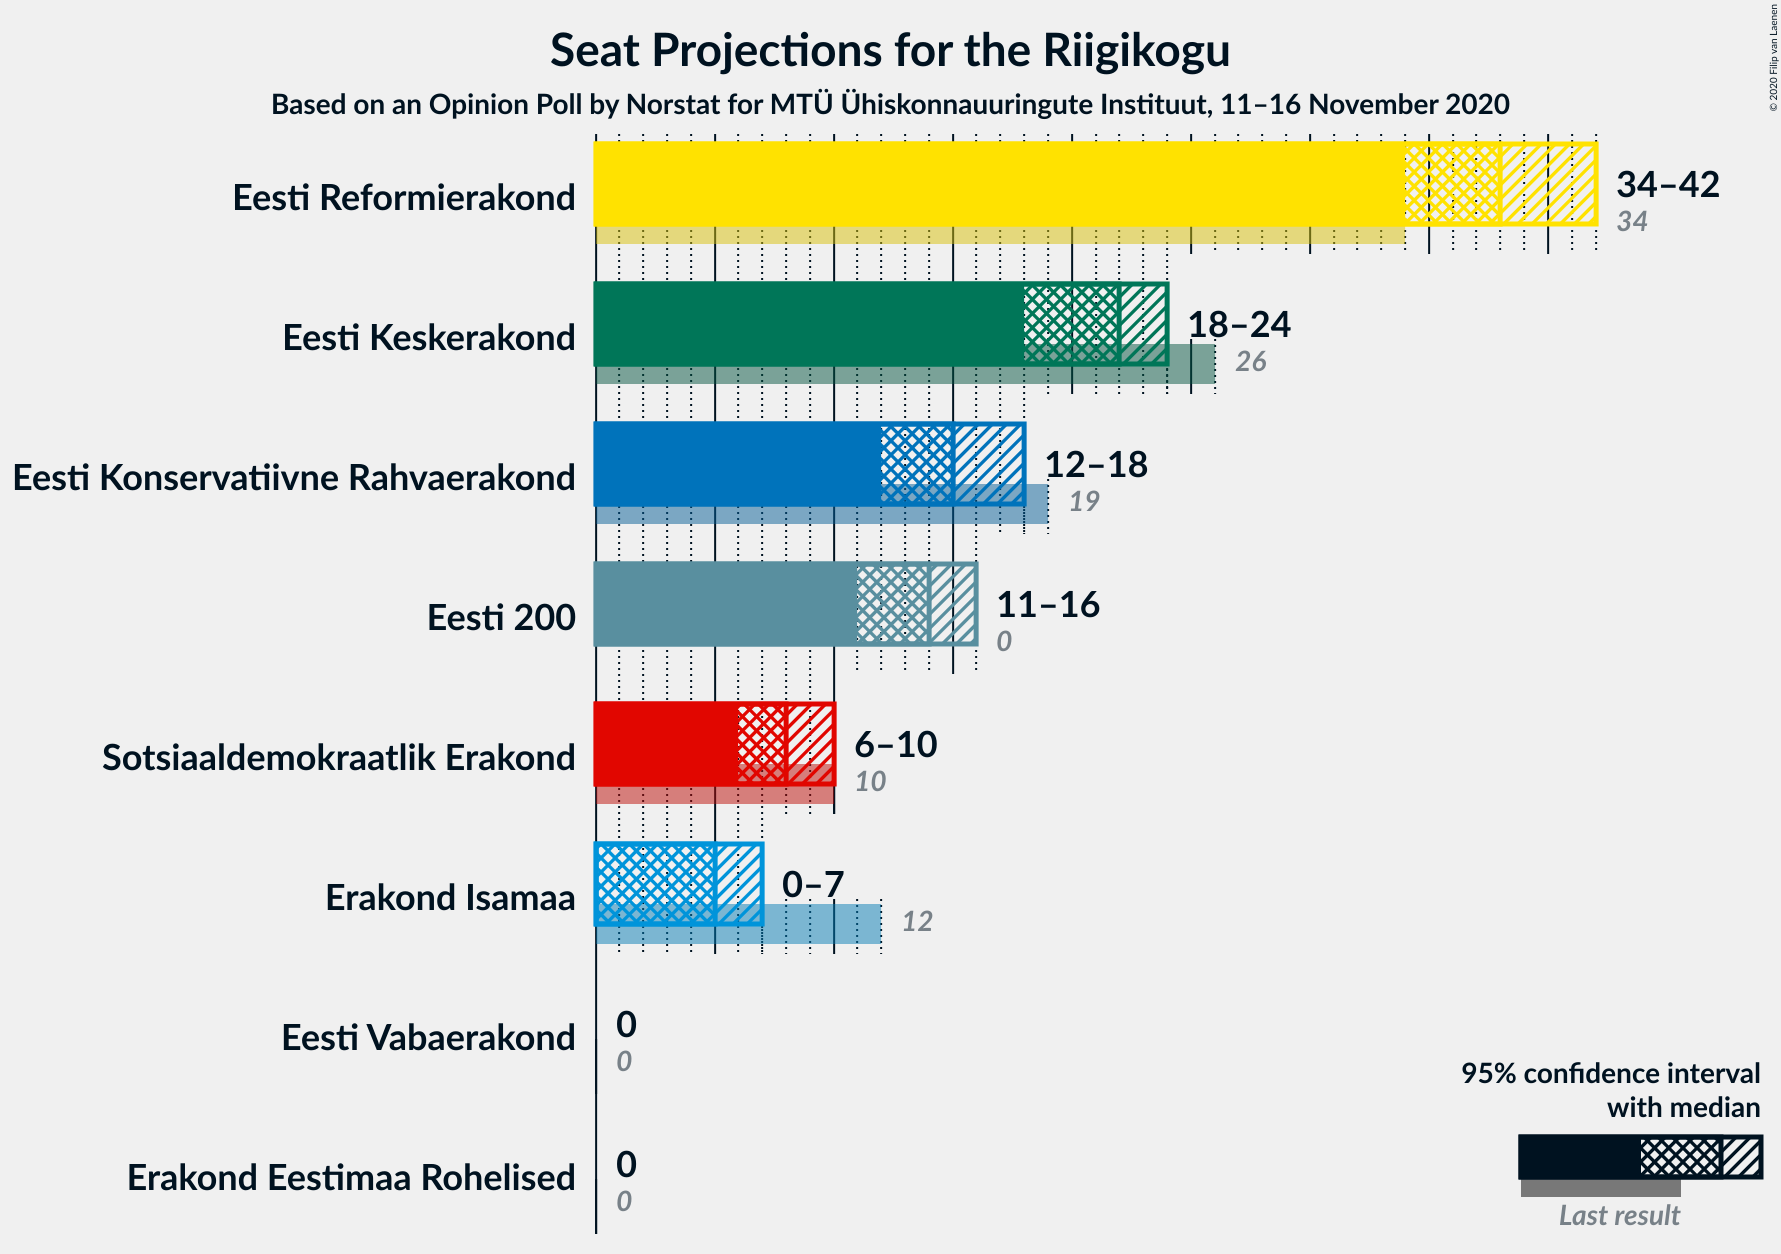 Seat Projections for the Riigikogu
Based on an Opinion Poll by Norstat for MTÜ Ühiskonnauuringute Instituut, 11–16 November 2020
© 2020 Filip van Laenen
Eesti Reformierakond
34–42
34
Eesti Keskerakond
18–24
26
Eesti Konservatiivne Rahvaerakond
12–18
19
Eesti 200
11–16
0
Sotsiaaldemokraatlik Erakond
6–10
10
Erakond Isamaa
0–7
12
Eesti Vabaerakond
0
0
Erakond Eestimaa Rohelised
0
0
95% confidence interval
with median
Last result